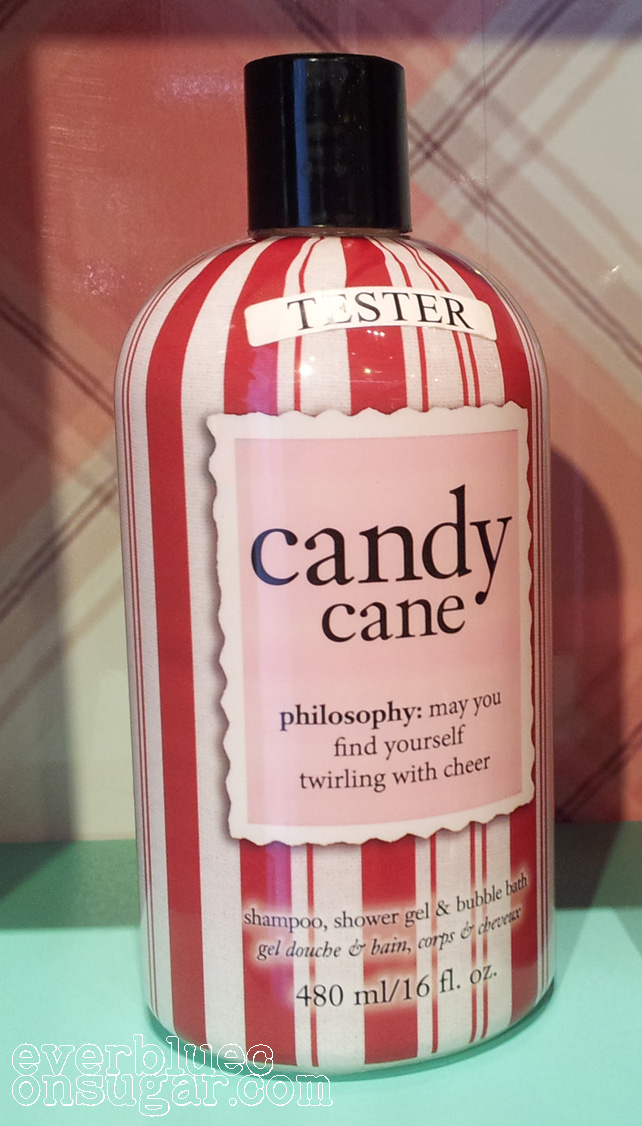 TESTER
candy
cane
philosophy: may you
find yourself
twirling with cheer
shampoo, shower gel & bubble bath
gel douche & bain, corps & cheveux
480 ml/16 fl. oz.
everbluec
onsugar.com